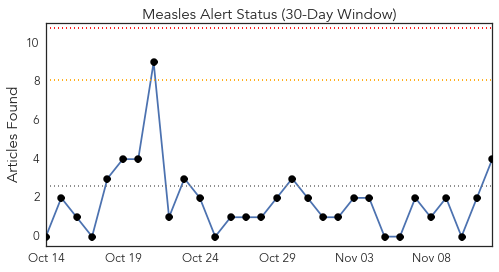 Measles Alert Status (30-Day Window)
Articles Found
10
8
6
4
2
0
Oct 14 Oct 19 Oct 24 Oct 29 Nov 03 Nov 08